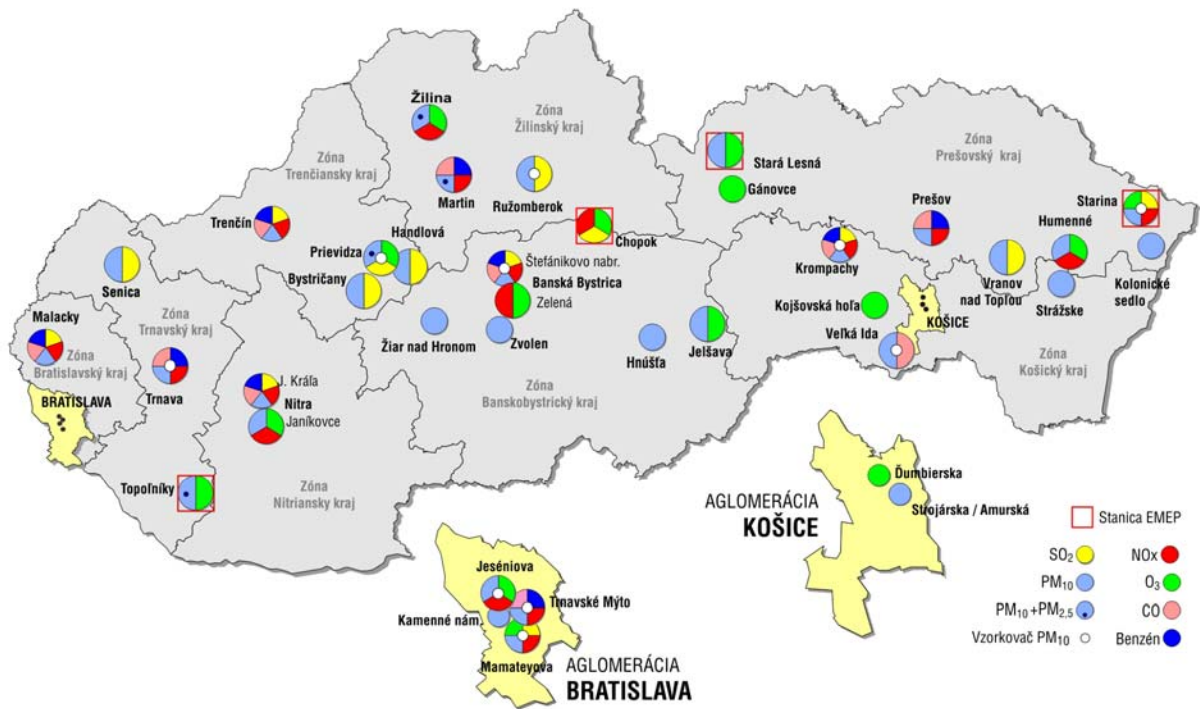 Žilina
Zóna
Žilinský kraj
Zóna
Trenčiansky kraj
Martin
Ružomberok
Stará Lesná
Gánovce
Zóna
Prešovský kraj
Prešov
Starina
Humenné
Trenčín
Handlová
Prievidza
Bystričany
Chopok
Krompachy
Vranov
nad Topľou
Kolonické
sedlo
Strážske
Senica
Štefánikovo nabr.
Banská Bystrica
Zelená
Kojšovská hoľa
KOŠICE
Malacky
Zóna
Trnavský kraj
Zóna
Bratislavský kraj
Žiar nad Hronom
Zvolen
Hnúšťa
Jelšava
Veľká Ida
Zóna
Košický kraj
Trnava
BRATISLAVA
J. Kráľa
Nitra
Janíkovce
Zóna
Banskobystrický kraj
Topoľníky
Zóna
Nitriansky kraj
Ďumbierska
Strojárska / Amurská
AGLOMERÁCIA
KOŠICE
Jeséniova
Trnavské Mýto
Kamenné nám.
Mamateyova
AGLOMERÁCIA
BRATISLAVA
Stanica EMEP
SO₂ NOx
PM₁₀ O₃
PM₁₀+PM₂,₅ CO
Vzorkovač PM₁₀ Benzén